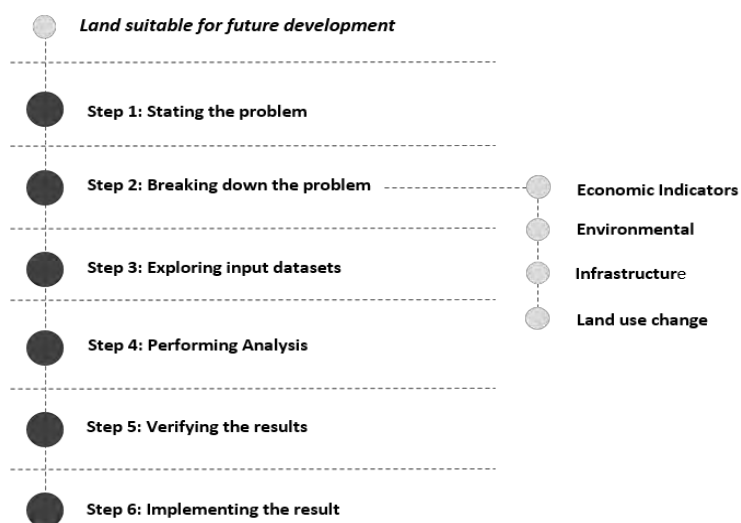 Land suitable for future development
Step 1: Stating the problem
Step 2: Breaking down the problem
Economic Indicators
Environmental
Infrastructure
Land use change
Step 3: Exploring input datasets
Step 4: Performing Analysis
Step 5: Verifying the results
Step 6: Implementing the result